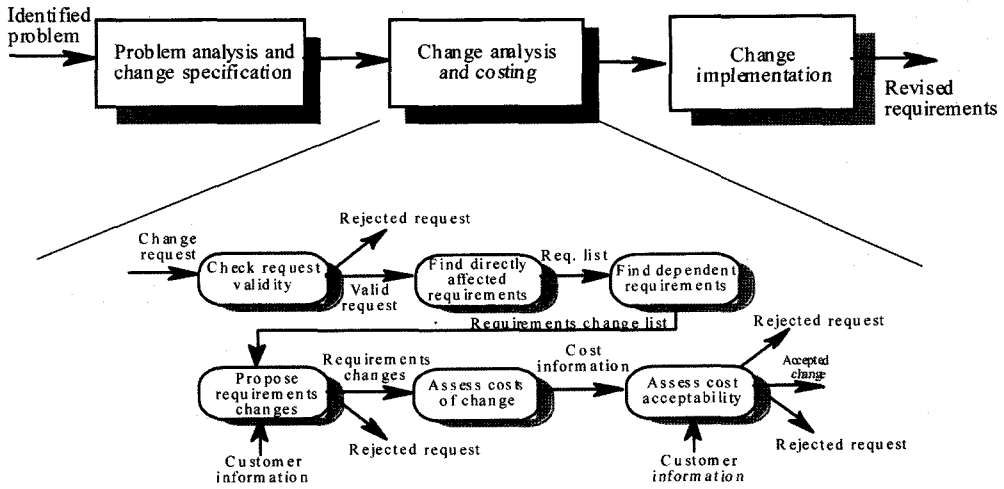 Identified
problem
Problem analysis and
change specification
Change analysis
and costing
Change
implementation
Revised
requirements
Change
request
Check request
validity
Rejected request
Valid
request
Find directly
affected
requirements
Req. list
Find dependent
requirements
Requirements change list
Propose
requirements
changes
Requirements
changes
Rejected request
Customer
information
Assess costs
of change
Cost
information
Assess cost
acceptability
Rejected request
Accepted
change
Rejected request
Customer
information